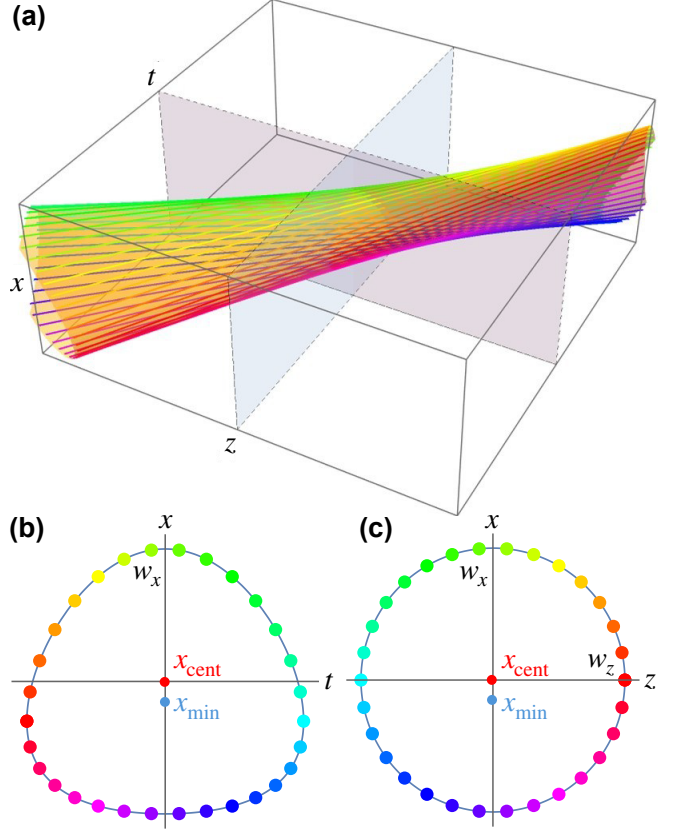 (a)
t
x
z
(b)
(c)
x
x
w_x
w_x
x_cent
x_cent
w_z
t
z
x_min
x_min